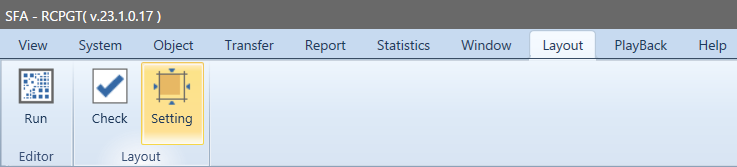 SFA - RCPGT( v.23.1.0.17 )
View System Object Transfer Report Statistics Window Layout PlayBack Help
Run Check Setting
Editor Layout